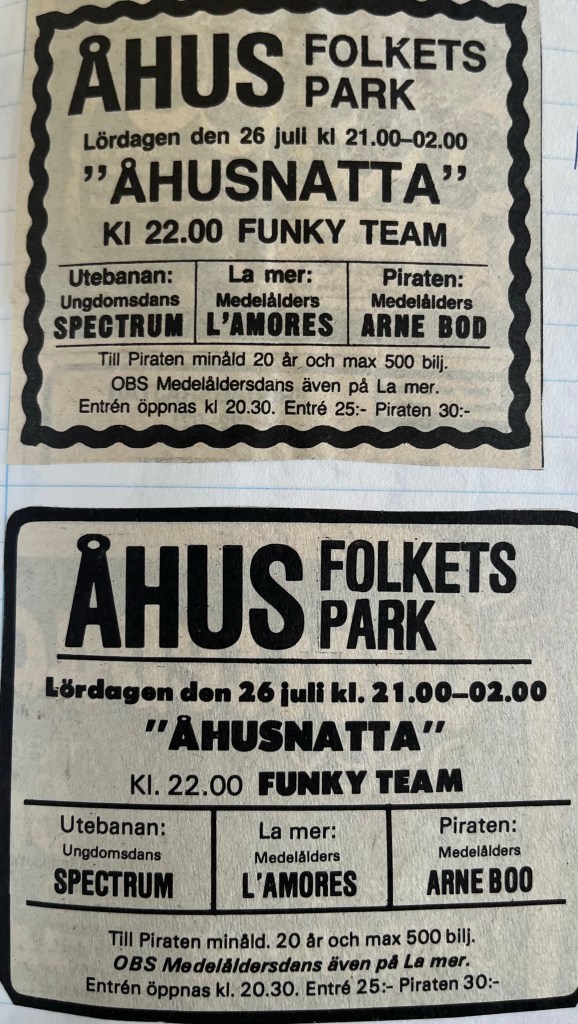 ÅHUS FOLKETS PARK
Lördagen den 26 juli kl 21.00–02.00
”ÅHUSNATTA”
Kl 22.00 FUNKY TEAM
Utebanan:
Ungdomsdans
SPECTRUM
La mer:
Medelålders
L'AMORES
Piraten:
Medelålders
ARNE BOD
Till Piraten minåld 20 år och max 500 bilj.
OBS Medelåldersdans även på La mer.
Entrén öppnas kl 20.30. Entré 25:- Piraten 30:-
ÅHUS FOLKETS PARK
Lördagen den 26 juli kl. 21.00–02.00
”ÅHUSNATTA”
Kl. 22.00 FUNKY TEAM
Utebanan:
Ungdomsdans
SPECTRUM
La mer:
Medelålders
L'AMORES
Piraten:
Medelålders
ARNE BOO
Till Piraten minåld. 20 år och max 500 bilj.
OBS Medelåldersdans även på La mer.
Entrén öppnas kl. 20.30. Entré 25:- Piraten 30:-